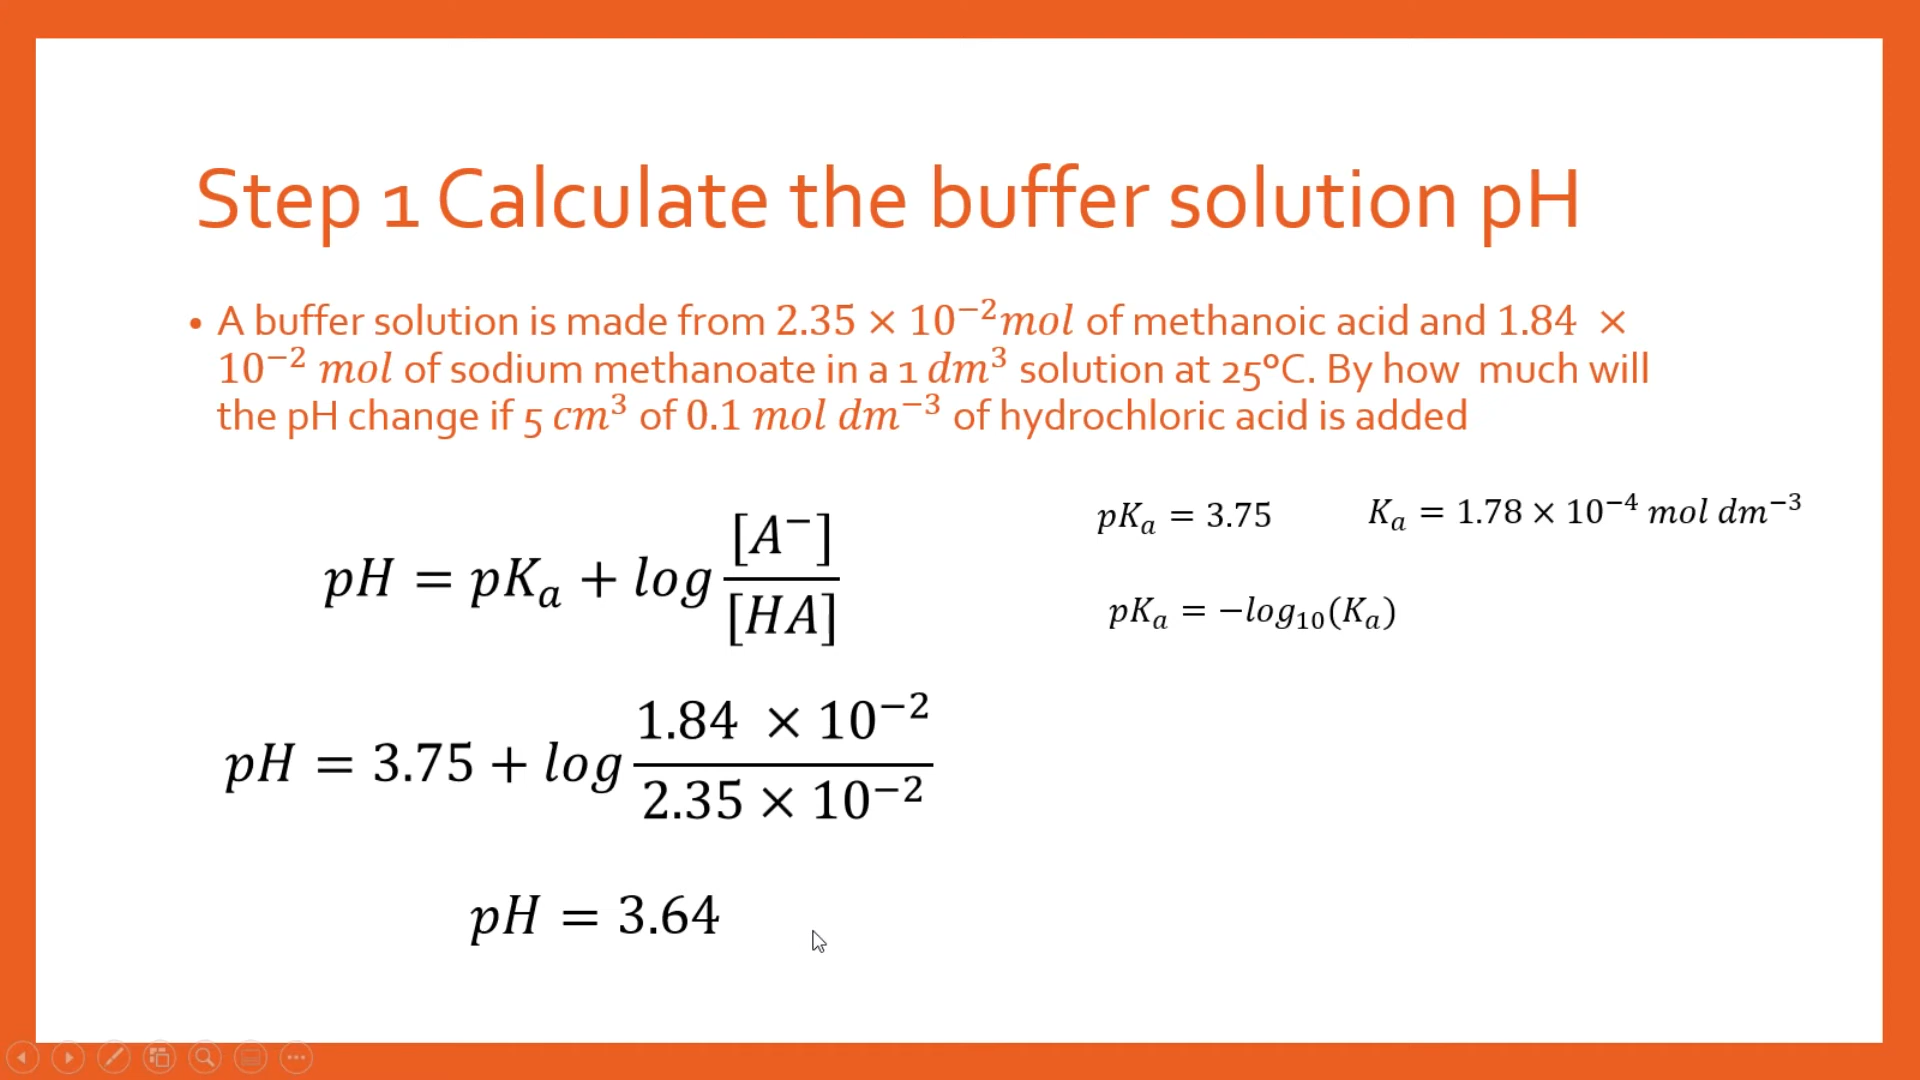 Step 1 Calculate the buffer solution pH
• A buffer solution is made from 2.35 × 10⁻²mol of methanoic acid and 1.84 ×
10⁻² mol of sodium methanoate in a 1 dm³ solution at 25°C. By how much will
the pH change if 5 cm³ of 0.1 mol dm⁻³ of hydrochloric acid is added
pH = pKₐ + log [A⁻] / [HA]
pKₐ = 3.75
Kₐ = 1.78 × 10⁻⁴ mol dm⁻³
pKₐ = −log₁₀(Kₐ)
pH = 3.75 + log 1.84 × 10⁻² / 2.35 × 10⁻²
pH = 3.64